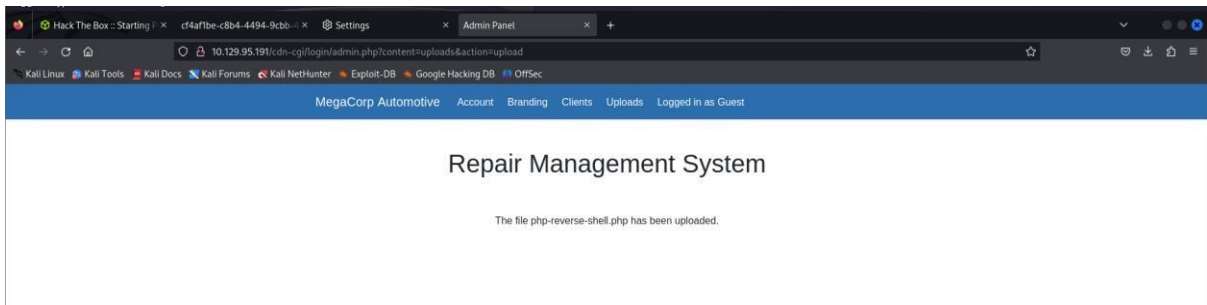 Hack The Box :: Starting P
cf4af1be-c8b4-4494-9cbb-4
Settings
Admin Panel
10.129.95.191/cdn-cgi/login/admin.php?content=uploads&action=upload
Kali Linux Kali Tools Kali Docs Kali Forums Kali NetHunter Exploit-DB Google Hacking DB OffSec
MegaCorp Automotive Account Branding Clients Uploads Logged in as Guest
Repair Management System
The file php-reverse-shell.php has been uploaded.